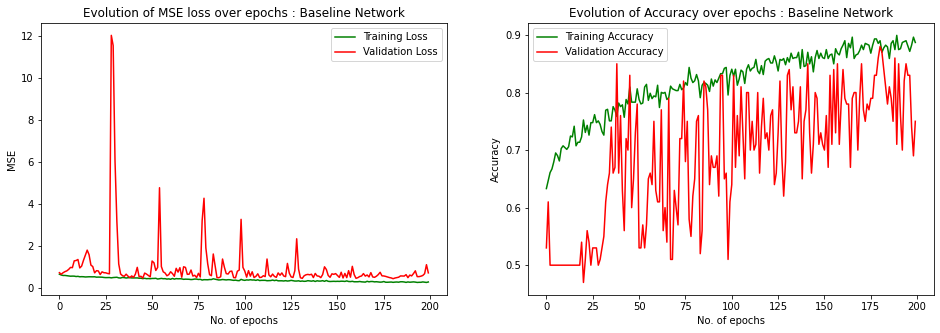 Evolution of MSE loss over epochs : Baseline Network
12
10
8
6
4
2
0
MSE
Training Loss
Validation Loss
0 25 50 75 100 125 150 175 200
No. of epochs
Evolution of Accuracy over epochs : Baseline Network
0.9
0.8
0.7
0.6
0.5
Accuracy
Training Accuracy
Validation Accuracy
0 25 50 75 100 125 150 175 200
No. of epochs